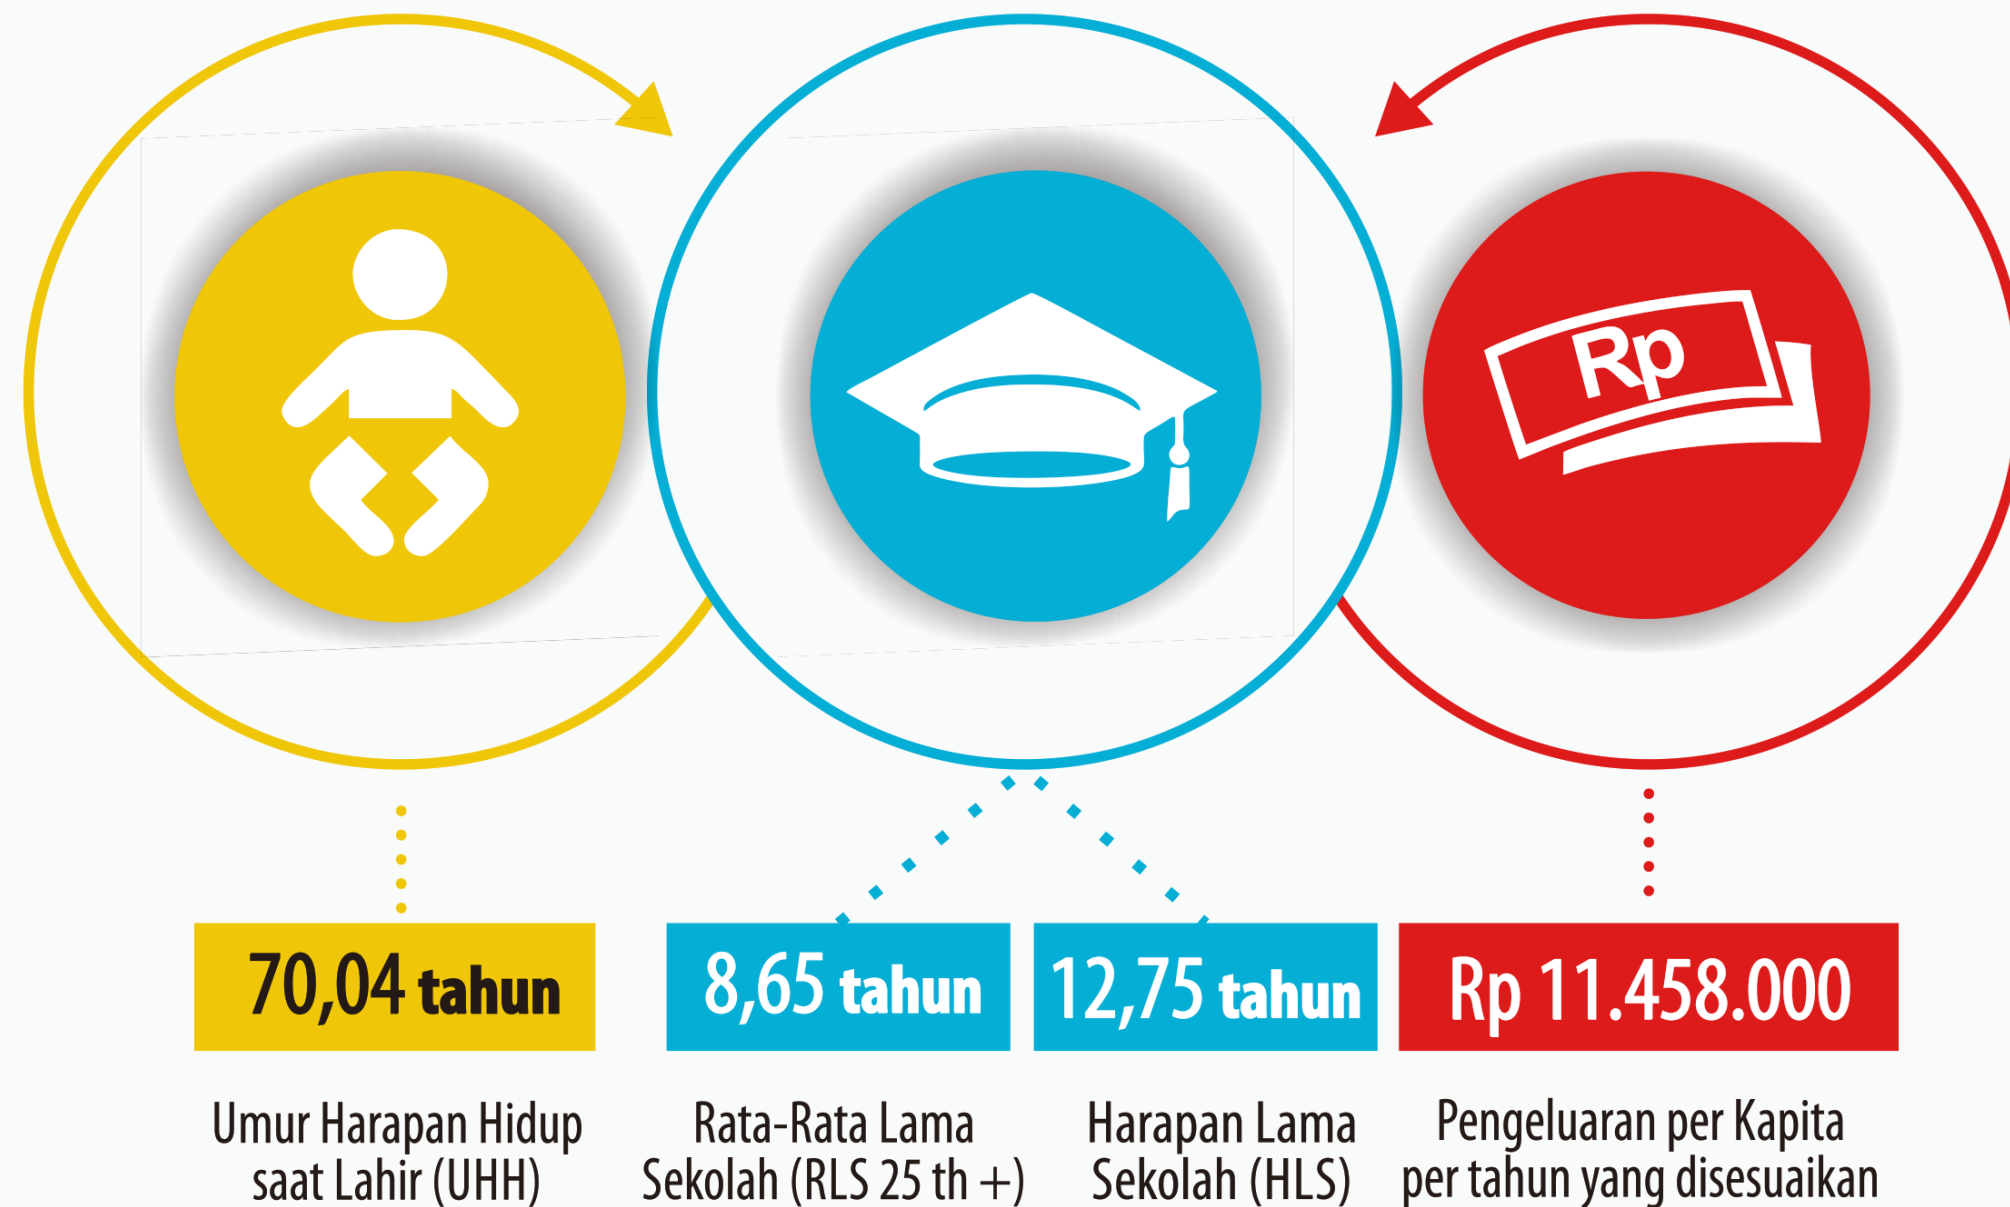 Rp
70,04 tahun
8,65 tahun
12,75 tahun
Rp 11.458.000
Umur Harapan Hidup
saat Lahir (UHH)
Rata-Rata Lama
Sekolah (RLS 25 th +)
Harapan Lama
Sekolah (HLS)
Pengeluaran per Kapita
per tahun yang disesuaikan